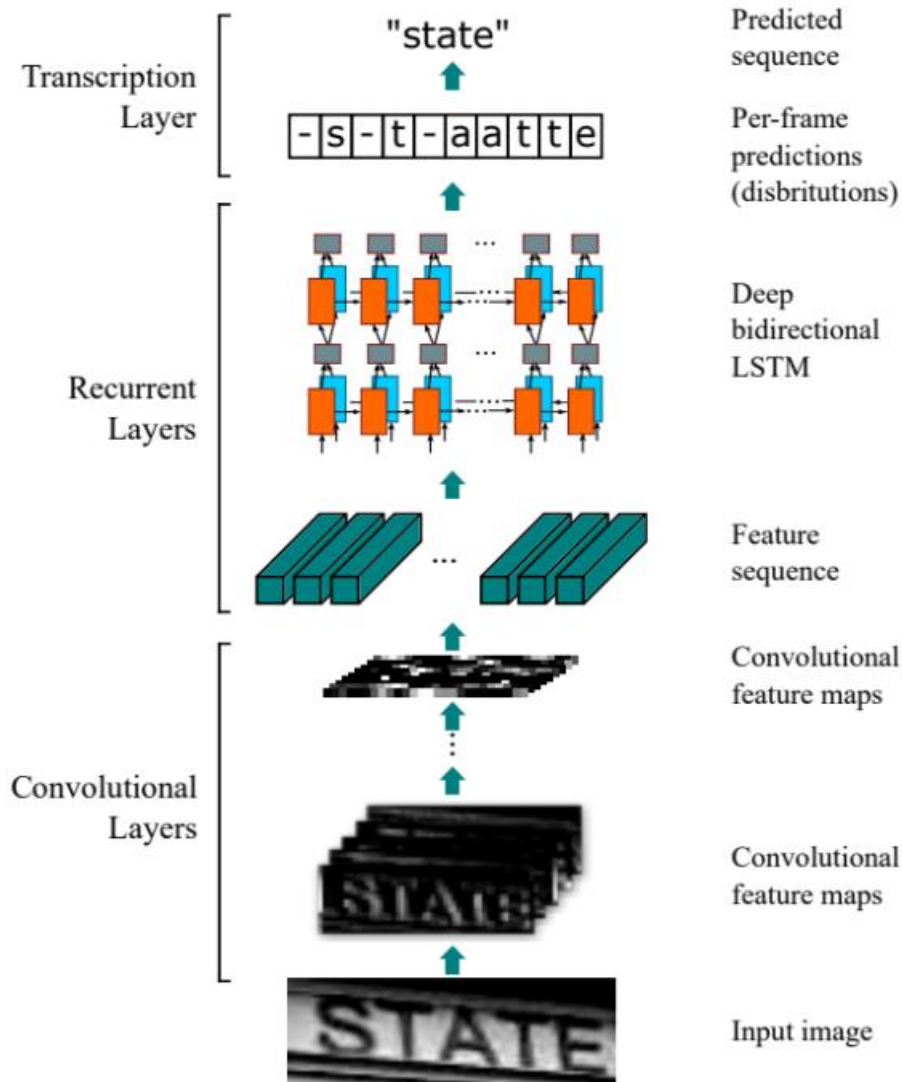 "state"
Predicted
sequence
Transcription
Layer
-s-t-aatte
Per-frame
predictions
(disbritutions)
...
...
Deep
bidirectional
LSTM
...
Recurrent
Layers
...
...
Feature
sequence
Convolutional
feature maps
...
Convolutional
Layers
STATE
Convolutional
feature maps
STATE
Input image